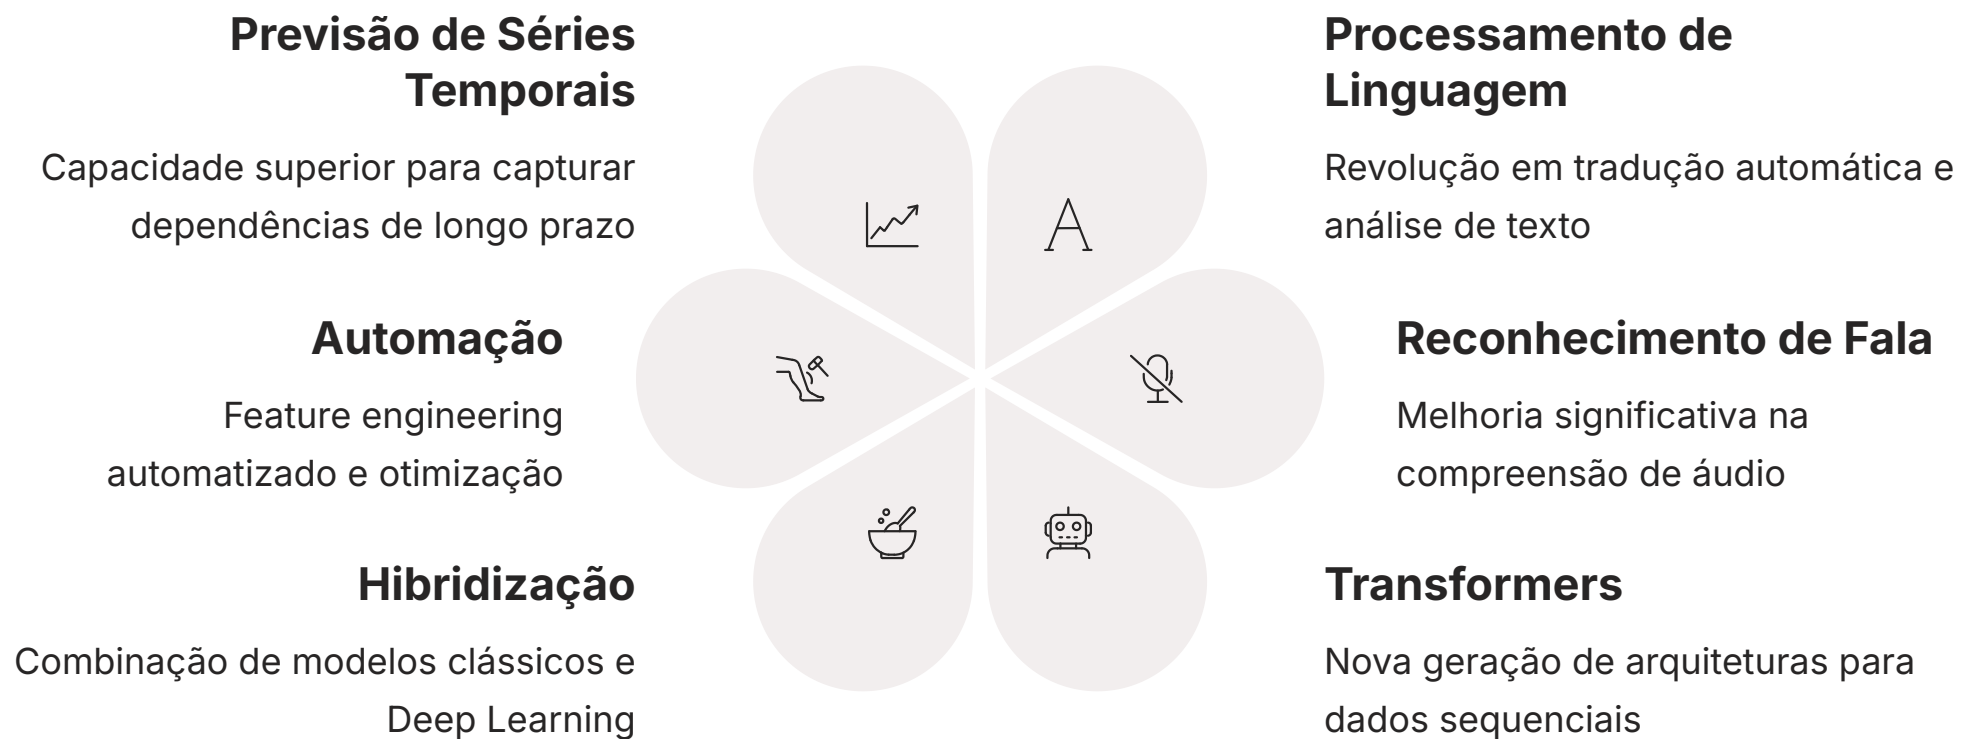 Previsão de Séries
Temporais
Capacidade superior para capturar
dependências de longo prazo
Processamento de
Linguagem
Revolução em tradução automática e
análise de texto
Automação
Feature engineering
automatizado e otimização
Reconhecimento de Fala
Melhoria significativa na
compreensão de áudio
Hibridização
Combinação de modelos clássicos e
Deep Learning
Transformers
Nova geração de arquiteturas para
dados sequenciais